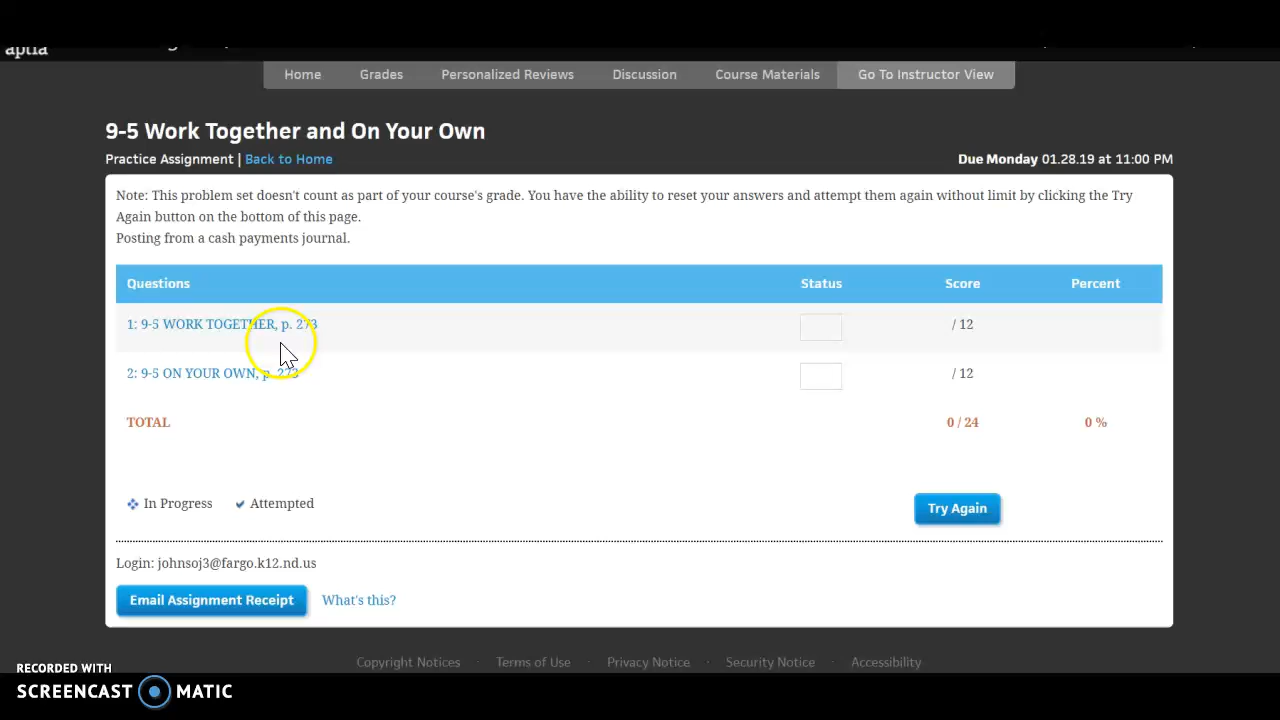 aplia
Home Grades Personalized Reviews Discussion Course Materials Go To Instructor View
9-5 Work Together and On Your Own
Practice Assignment | Back to Home Due Monday 01.28.19 at 11:00 PM
Note: This problem set doesn't count as part of your course's grade. You have the ability to reset your answers and attempt them again without limit by clicking the Try
Again button on the bottom of this page.
Posting from a cash payments journal.
Questions Status Score Percent
1: 9-5 WORK TOGETHER, p. 273 / 12
2: 9-5 ON YOUR OWN, p. 273 / 12
TOTAL 0 / 24 0 %
In Progress Attempted Try Again
Login: johnsoj3@fargo.k12.nd.us
Email Assignment Receipt What's this?
Copyright Notices · Terms of Use · Privacy Notice · Security Notice · Accessibility
RECORDED WITH
SCREENCAST MATIC